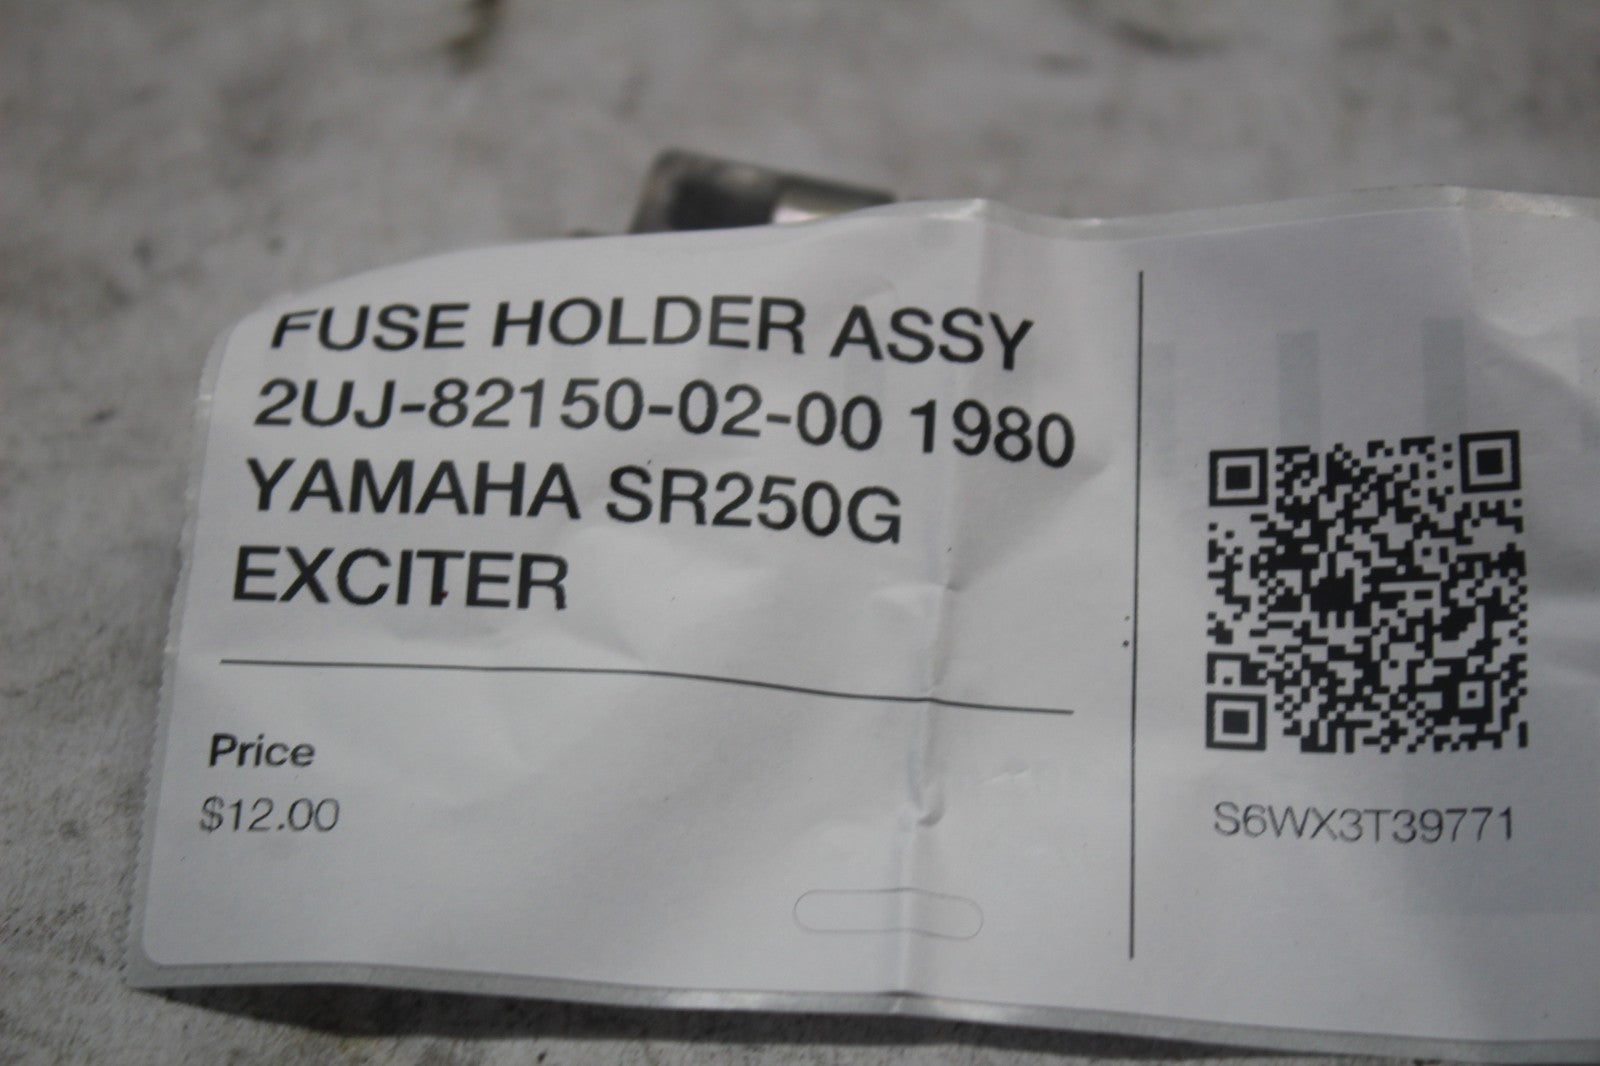 FUSE HOLDER ASSY
2UJ-82150-02-00 1980
YAMAHA SR250G
EXCITER
Price
$12.00
S6WX3T39771